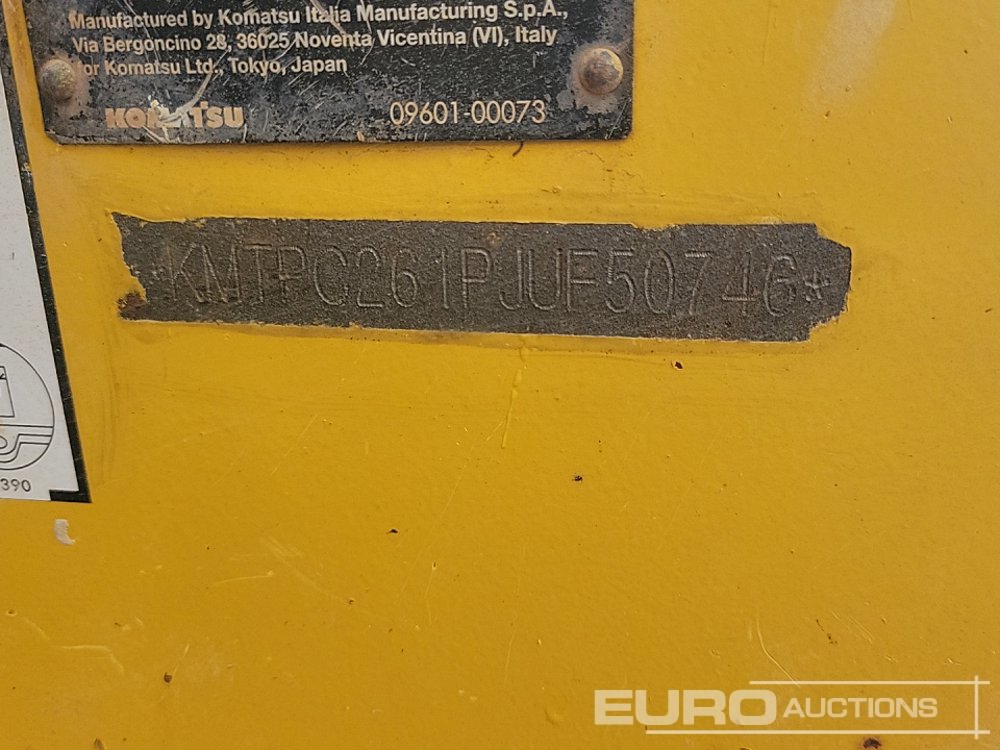 Manufactured by Komatsu Italia Manufacturing S.p.A.,
Via Bergoncino 28, 36025 Noventa Vicentina (VI), Italy
for Komatsu Ltd., Tokyo, Japan
KOMATSU 09601-00073
*KMTPC261PJUF50746*
390
EURO AUCTIONS